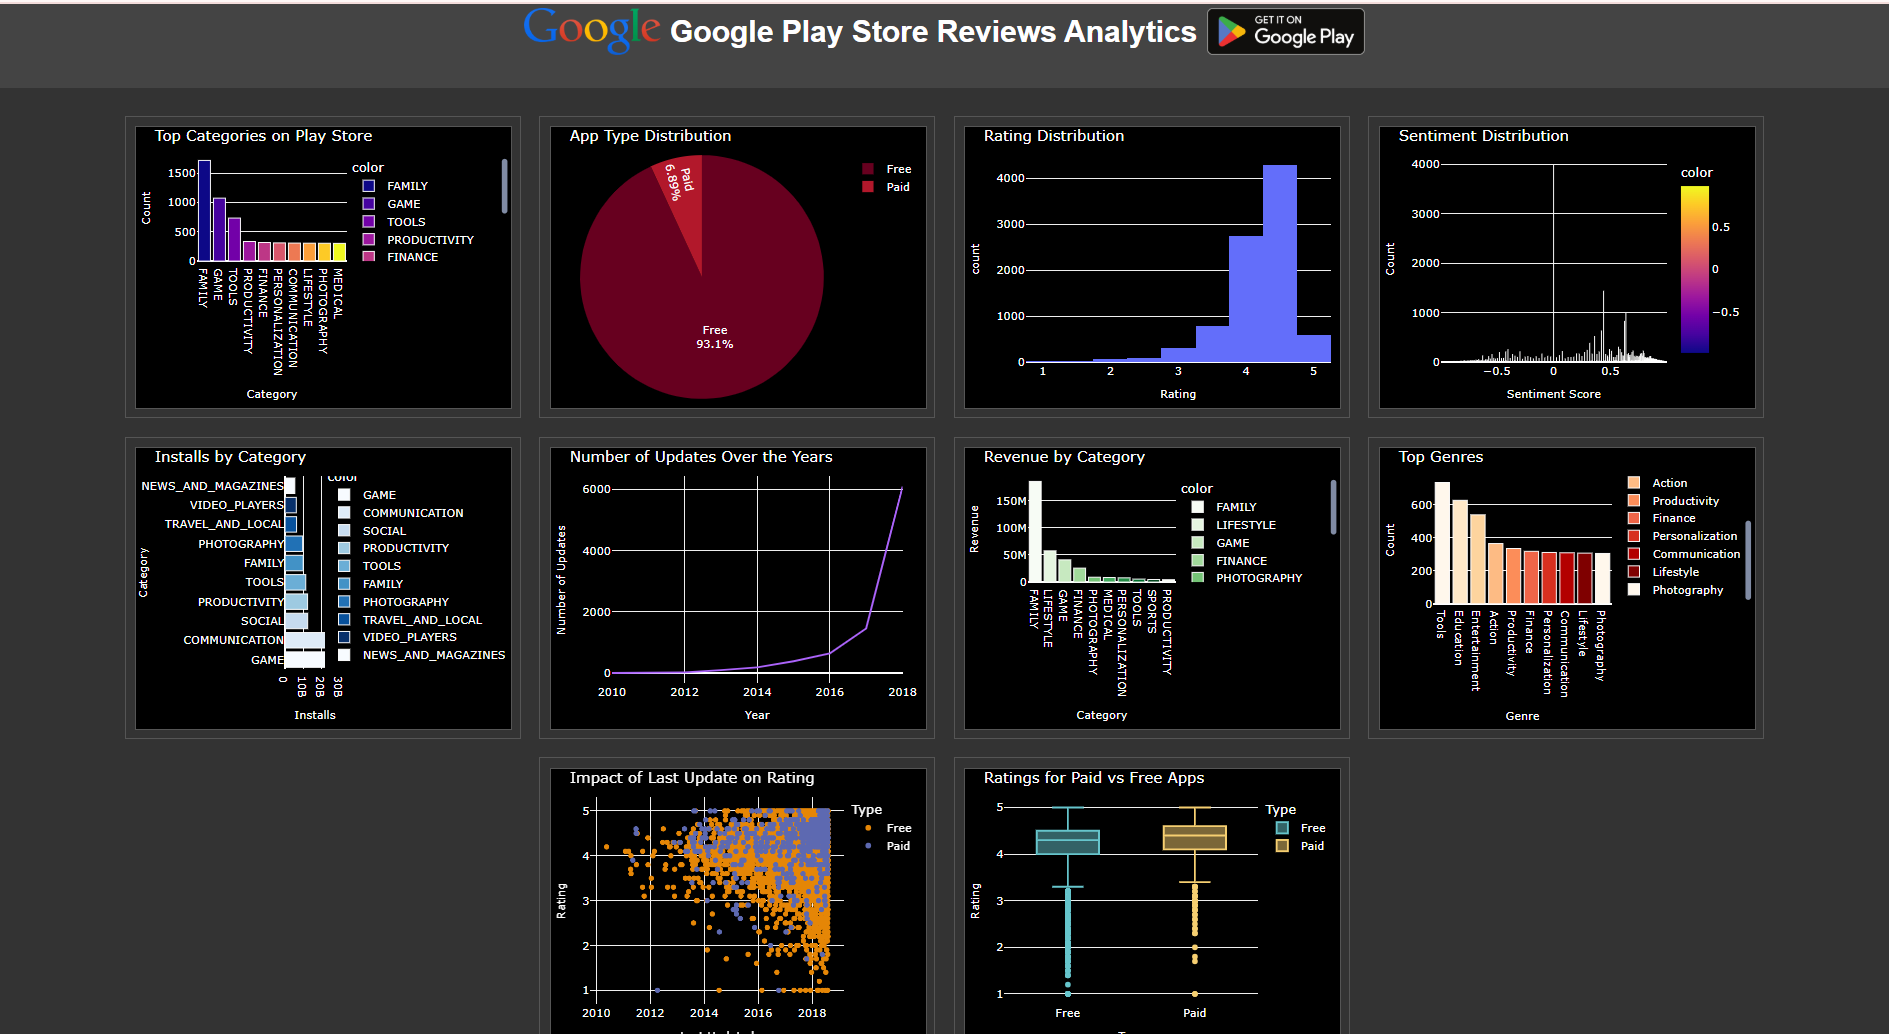 Google Google Play Store Reviews Analytics GET IT ON Google Play
Top Categories on Play Store
1500
1000
500
0
Count
FAMILY
GAME
TOOLS
PRODUCTIVITY
FINANCE
PERSONALIZATION
COMMUNICATION
LIFESTYLE
PHOTOGRAPHY
MEDICAL
Category
color
FAMILY
GAME
TOOLS
PRODUCTIVITY
FINANCE
App Type Distribution
Paid
6.89%
Free
93.1%
Free
Paid
Rating Distribution
4000
3000
2000
1000
0
count
1 2 3 4 5
Rating
Sentiment Distribution
4000
3000
2000
1000
0
Count
−0.5 0 0.5
Sentiment Score
color
0.5
0
−0.5
Installs by Category
NEWS_AND_MAGAZINES
VIDEO_PLAYERS
TRAVEL_AND_LOCAL
PHOTOGRAPHY
FAMILY
TOOLS
PRODUCTIVITY
SOCIAL
COMMUNICATION
GAME
Category
0 10B 20B 30B
Installs
color
GAME
COMMUNICATION
SOCIAL
PRODUCTIVITY
TOOLS
FAMILY
PHOTOGRAPHY
TRAVEL_AND_LOCAL
VIDEO_PLAYERS
NEWS_AND_MAGAZINES
Number of Updates Over the Years
6000
4000
2000
0
Number of Updates
2010 2012 2014 2016 2018
Year
Revenue by Category
150M
100M
50M
0
Revenue
FAMILY
LIFESTYLE
GAME
FINANCE
PHOTOGRAPHY
MEDICAL
PERSONALIZATION
TOOLS
SPORTS
PRODUCTIVITY
Category
color
FAMILY
LIFESTYLE
GAME
FINANCE
PHOTOGRAPHY
Top Genres
600
400
200
0
Count
Tools
Education
Entertainment
Action
Productivity
Finance
Personalization
Communication
Lifestyle
Photography
Genre
Action
Productivity
Finance
Personalization
Communication
Lifestyle
Photography
Impact of Last Update on Rating
5
4
3
2
1
Rating
2010 2012 2014 2016 2018
Type
Free
Paid
Ratings for Paid vs Free Apps
5
4
3
2
1
Rating
Free Paid
Type
Free
Paid